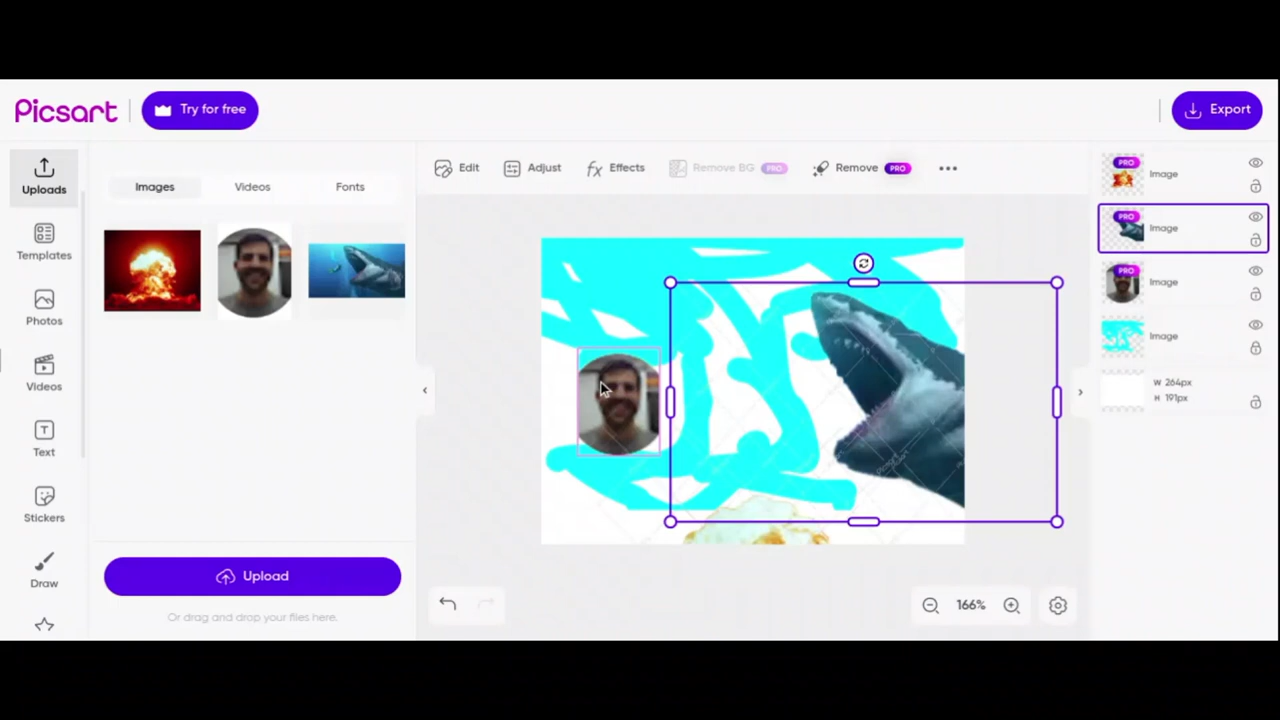 Picsart
Try for free
Export
Uploads
Templates
Photos
Videos
Text
Stickers
Draw
Images
Videos
Fonts
Upload
Or drag and drop your files here.
Edit
Adjust
fx Effects
Remove BG PRO
Remove PRO
166%
PRO
Image
PRO
Image
PRO
Image
Image
W 264px
H 191px